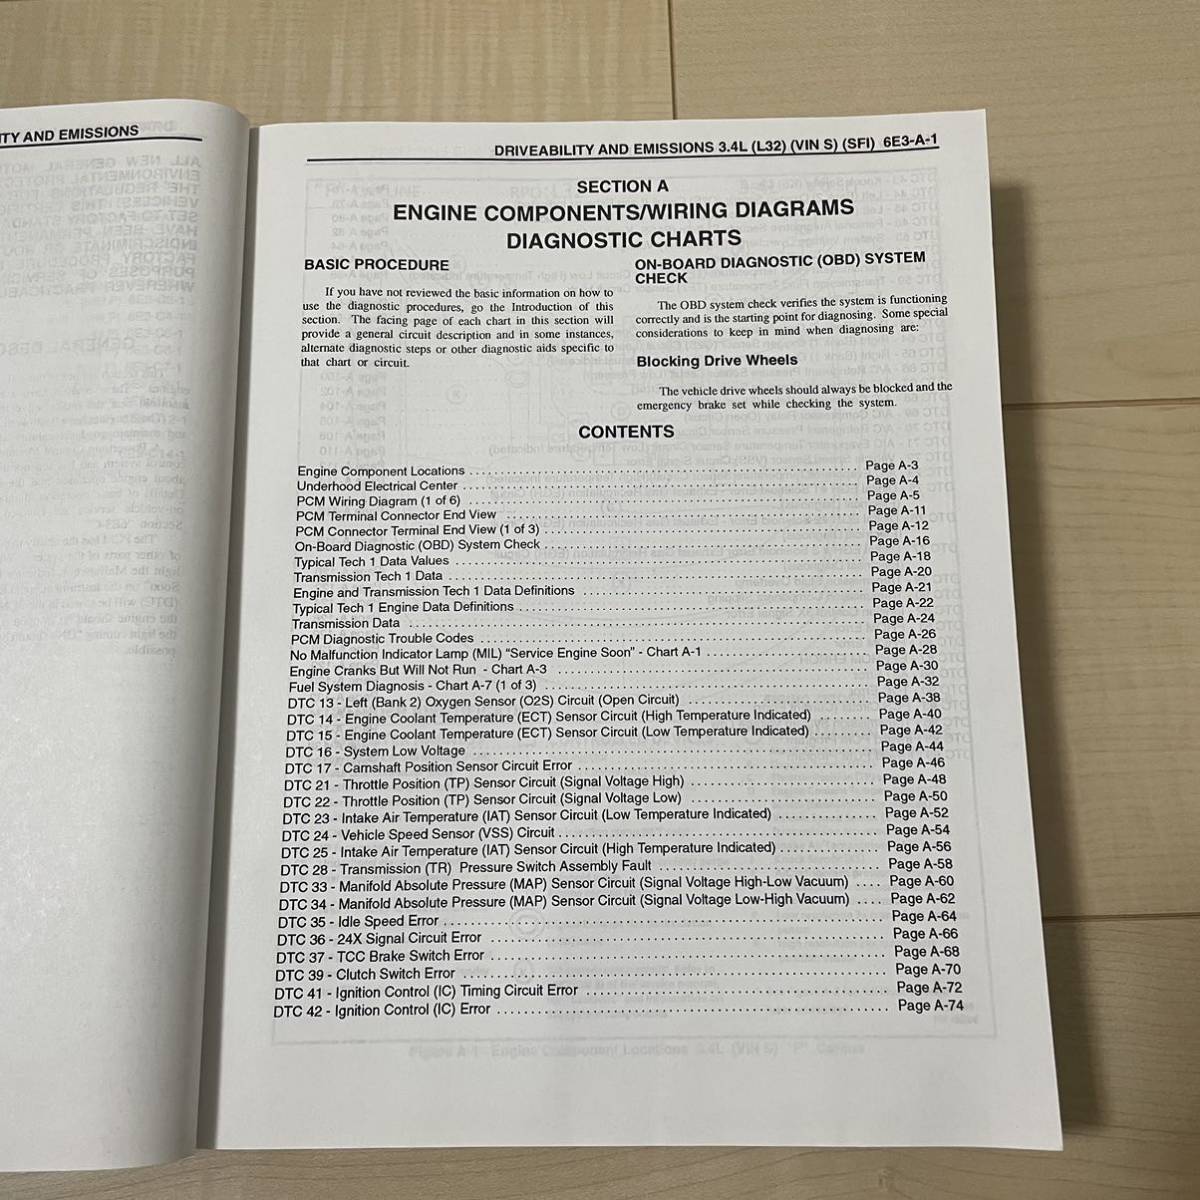 TY AND EMISSIONS
DRIVEABILITY AND EMISSIONS 3.4L (L32) (VIN S) (SFI) 6E3-A-1
SECTION A
ENGINE COMPONENTS/WIRING DIAGRAMS
DIAGNOSTIC CHARTS
BASIC PROCEDURE
If you have not reviewed the basic information on how to
use the diagnostic procedures, go the Introduction of this
section. The facing page of each chart in this section will
provide a general circuit description and in some instances,
alternate diagnostic steps or other diagnostic aids specific to
that chart or circuit.
ON-BOARD DIAGNOSTIC (OBD) SYSTEM
CHECK
The OBD system check verifies the system is functioning
correctly and is the starting point for diagnosing. Some special
considerations to keep in mind when diagnosing are:
Blocking Drive Wheels
The vehicle drive wheels should always be blocked and the
emergency brake set while checking the system.
CONTENTS
Engine Component Locations Page A-3
Underhood Electrical Center Page A-4
PCM Wiring Diagram (1 of 6) Page A-5
PCM Terminal Connector End View Page A-11
PCM Connector Terminal End View (1 of 3) Page A-12
On-Board Diagnostic (OBD) System Check Page A-16
Typical Tech 1 Data Values Page A-18
Transmission Tech 1 Data Page A-20
Engine and Transmission Tech 1 Data Definitions Page A-21
Typical Tech 1 Engine Data Definitions Page A-22
Transmission Data Page A-24
PCM Diagnostic Trouble Codes Page A-26
No Malfunction Indicator Lamp (MIL) "Service Engine Soon" - Chart A-1 Page A-28
Engine Cranks But Will Not Run - Chart A-3 Page A-30
Fuel System Diagnosis - Chart A-7 (1 of 3) Page A-32
DTC 13 - Left (Bank 2) Oxygen Sensor (O2S) Circuit (Open Circuit) Page A-38
DTC 14 - Engine Coolant Temperature (ECT) Sensor Circuit (High Temperature Indicated) Page A-40
DTC 15 - Engine Coolant Temperature (ECT) Sensor Circuit (Low Temperature Indicated) Page A-42
DTC 16 - System Low Voltage Page A-44
DTC 17 - Camshaft Position Sensor Circuit Error Page A-46
DTC 21 - Throttle Position (TP) Sensor Circuit (Signal Voltage High) Page A-48
DTC 22 - Throttle Position (TP) Sensor Circuit (Signal Voltage Low) Page A-50
DTC 23 - Intake Air Temperature (IAT) Sensor Circuit (Low Temperature Indicated) Page A-52
DTC 24 - Vehicle Speed Sensor (VSS) Circuit Page A-54
DTC 25 - Intake Air Temperature (IAT) Sensor Circuit (High Temperature Indicated) Page A-56
DTC 28 - Transmission (TR) Pressure Switch Assembly Fault Page A-58
DTC 33 - Manifold Absolute Pressure (MAP) Sensor Circuit (Signal Voltage High-Low Vacuum) Page A-60
DTC 34 - Manifold Absolute Pressure (MAP) Sensor Circuit (Signal Voltage Low-High Vacuum) Page A-62
DTC 35 - Idle Speed Error Page A-64
DTC 36 - 24X Signal Circuit Error Page A-66
DTC 37 - TCC Brake Switch Error Page A-68
DTC 39 - Clutch Switch Error Page A-70
DTC 41 - Ignition Control (IC) Timing Circuit Error Page A-72
DTC 42 - Ignition Control (IC) Error Page A-74